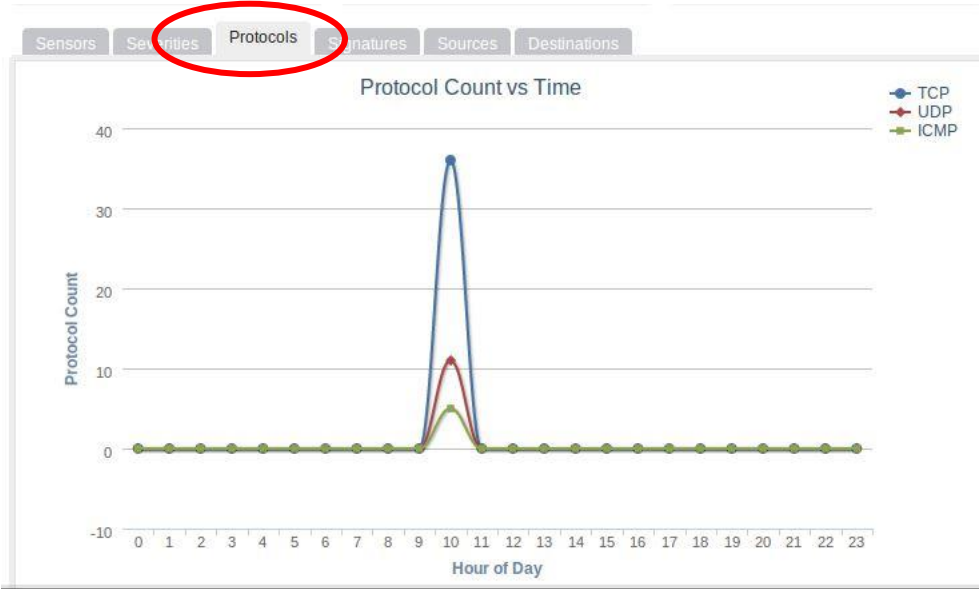 Sensors Severities Protocols Signatures Sources Destinations
Protocol Count vs Time
TCP
UDP
ICMP
40
30
20
10
0
-10
Protocol Count
0 1 2 3 4 5 6 7 8 9 10 11 12 13 14 15 16 17 18 19 20 21 22 23
Hour of Day